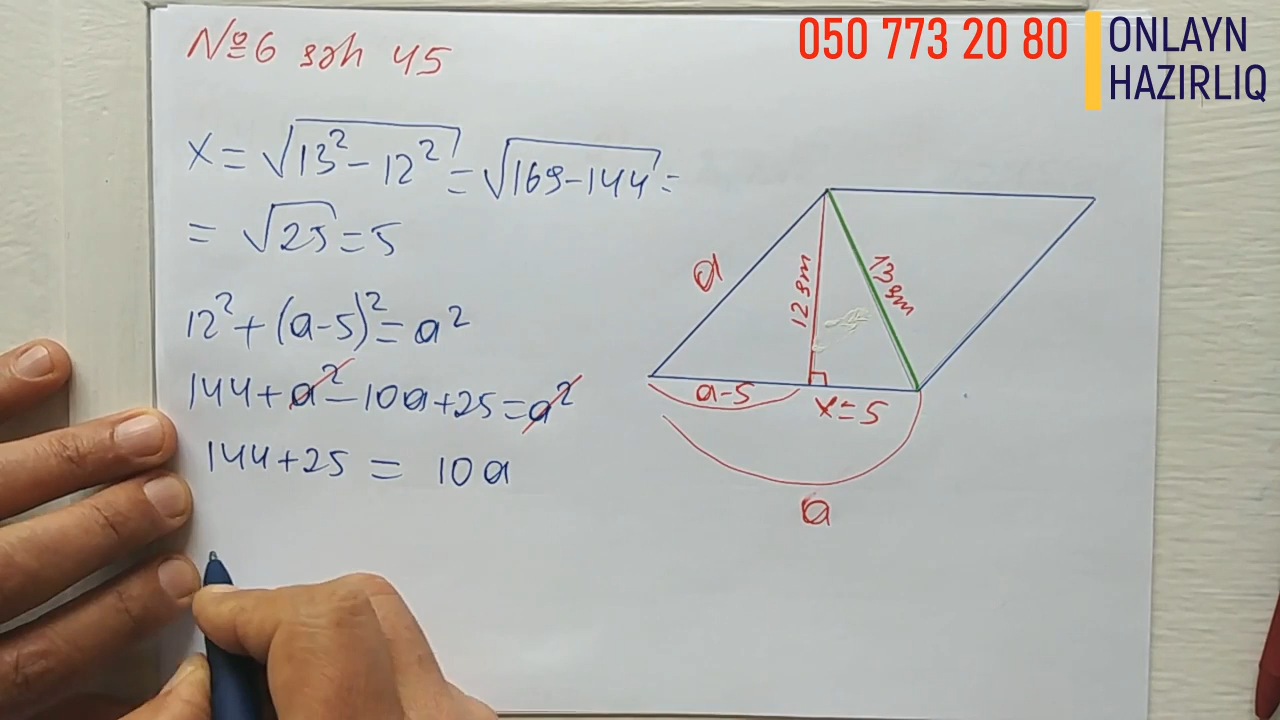 №6 səh 45
050 773 20 80
ONLAYN
HAZIRLIQ
x = √13² - 12² = √169-144 =
= √25 = 5
12² + (a-5)² = a²
144 + a² - 10a + 25 = a²
144 + 25 = 10a
a
12 sm
13 sm
a-5
x = 5
a